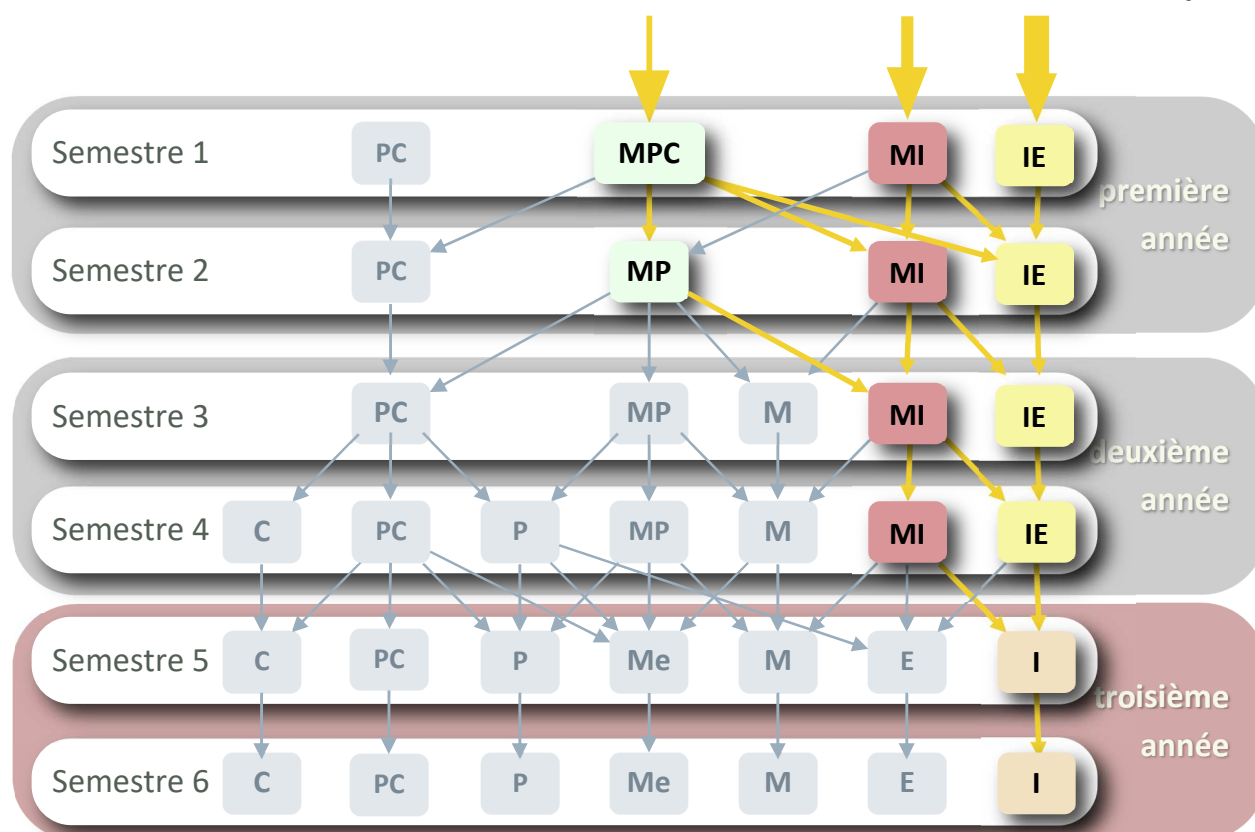 Semestre 1 PC MPC MI IE
première
année
Semestre 2 PC MP MI IE
Semestre 3 PC MP M MI IE
deuxième
année
Semestre 4 C PC P MP M MI IE
Semestre 5 C PC P Me M E I
troisième
année
Semestre 6 C PC P Me M E I